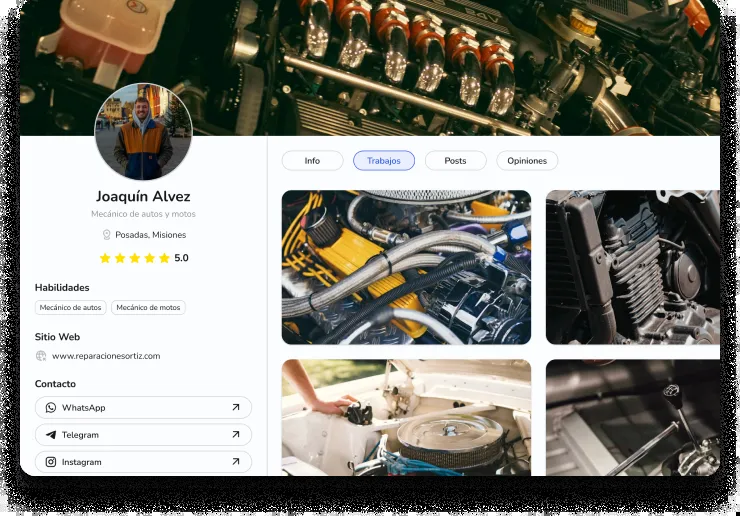 Joaquín Alvez
Mecánico de autos y motos
Posadas, Misiones
5.0
Habilidades
Mecánico de autos
Mecánico de motos
Sitio Web
www.reparacionesortiz.com
Contacto
WhatsApp
Telegram
Instagram
Info
Trabajos
Posts
Opiniones